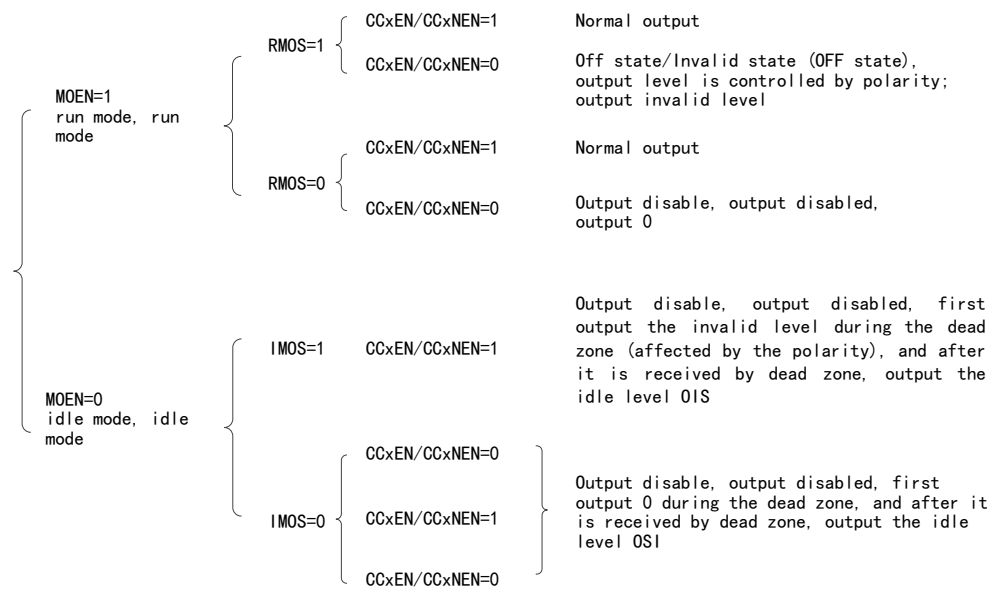 CCxEN/CCxNEN=1 Normal output
RMOS=1
CCxEN/CCxNEN=0 Off state/Invalid state (OFF state),
output level is controlled by polarity;
output invalid level
MOEN=1
run mode, run
mode
CCxEN/CCxNEN=1 Normal output
RMOS=0
CCxEN/CCxNEN=0 Output disable, output disabled,
output 0
Output disable, output disabled, first
output the invalid level during the dead
IMOS=1 CCxEN/CCxNEN=1 zone (affected by the polarity), and after
it is received by dead zone, output the
idle level OIS
MOEN=0
idle mode, idle
mode
CCxEN/CCxNEN=0
Output disable, output disabled, first
output 0 during the dead zone, and after it
IMOS=0 CCxEN/CCxNEN=1 is received by dead zone, output the idle
level OSI
CCxEN/CCxNEN=0